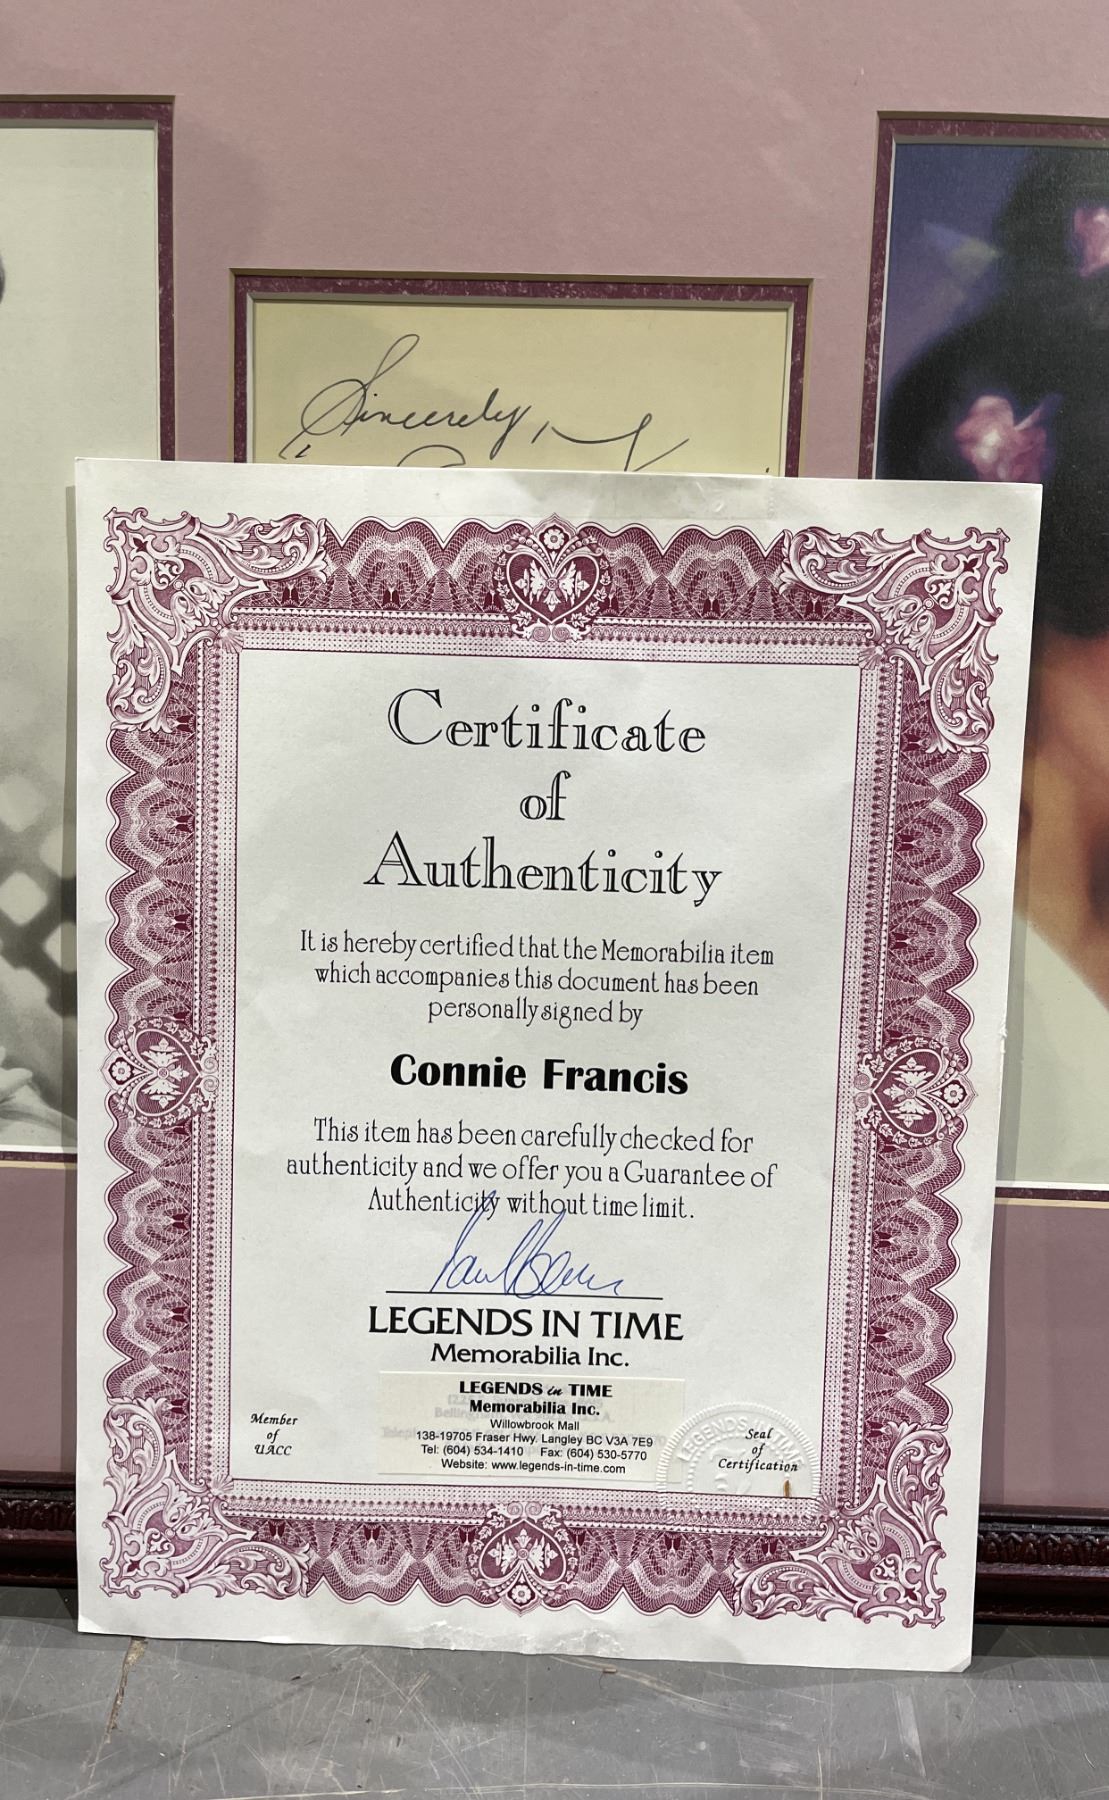 Sincerely,
Certificate
of
Authenticity
It is hereby certified that the Memorabilia item
which accompanies this document has been
personally signed by
Connie Francis
This item has been carefully checked for
authenticity and we offer you a Guarantee of
Authenticity without time limit.
LEGENDS IN TIME
Memorabilia Inc.
LEGENDS in TIME
Memorabilia Inc.
Willowbrook Mall
138-19705 Fraser Hwy. Langley BC V3A 7E9
Tel: (604) 534-1410 Fax: (604) 530-5770
Website: www.legends-in-time.com
Member
of
UACC
LEGENDS IN TIME
Seal
of
Certification